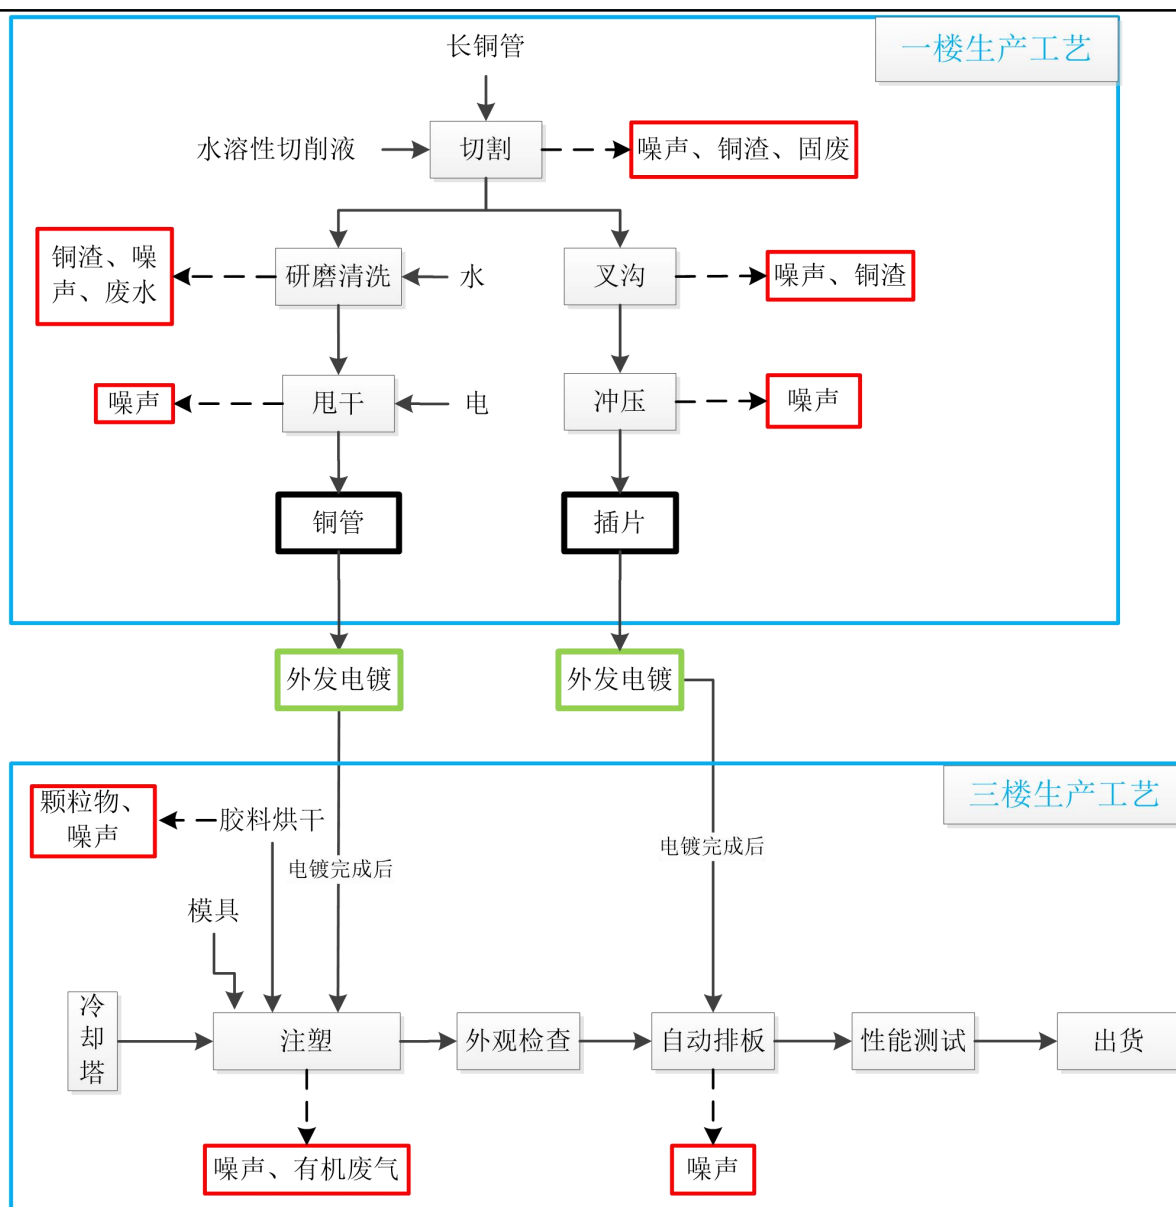 一楼生产工艺
长铜管
水溶性切削液
切割
噪声、铜渣、固废
铜渣、噪
声、废水
研磨清洗
水
叉沟
噪声、铜渣
噪声
甩干
电
冲压
噪声
铜管
插片
外发电镀
外发电镀
三楼生产工艺
颗粒物、
噪声
胶料烘干
电镀完成后
电镀完成后
模具
冷
却
塔
注塑
外观检查
自动排板
性能测试
出货
噪声、有机废气
噪声